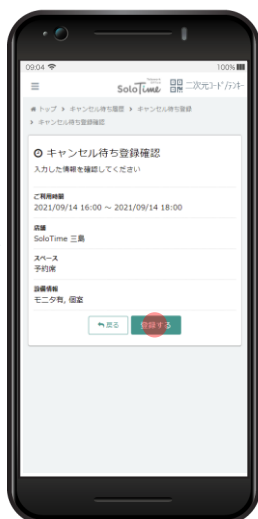 09:04 100%
SoloTime 二次元コード/テンキー
トップ > キャンセル待ち履歴 > キャンセル待ち登録
> キャンセル待ち登録確認
キャンセル待ち登録確認
入力した情報を確認してください
ご利用時間
2021/09/14 16:00 ～ 2021/09/14 18:00
店舗
SoloTime 三島
スペース
予約席
設備情報
モニタ有, 個室
戻る 登録する